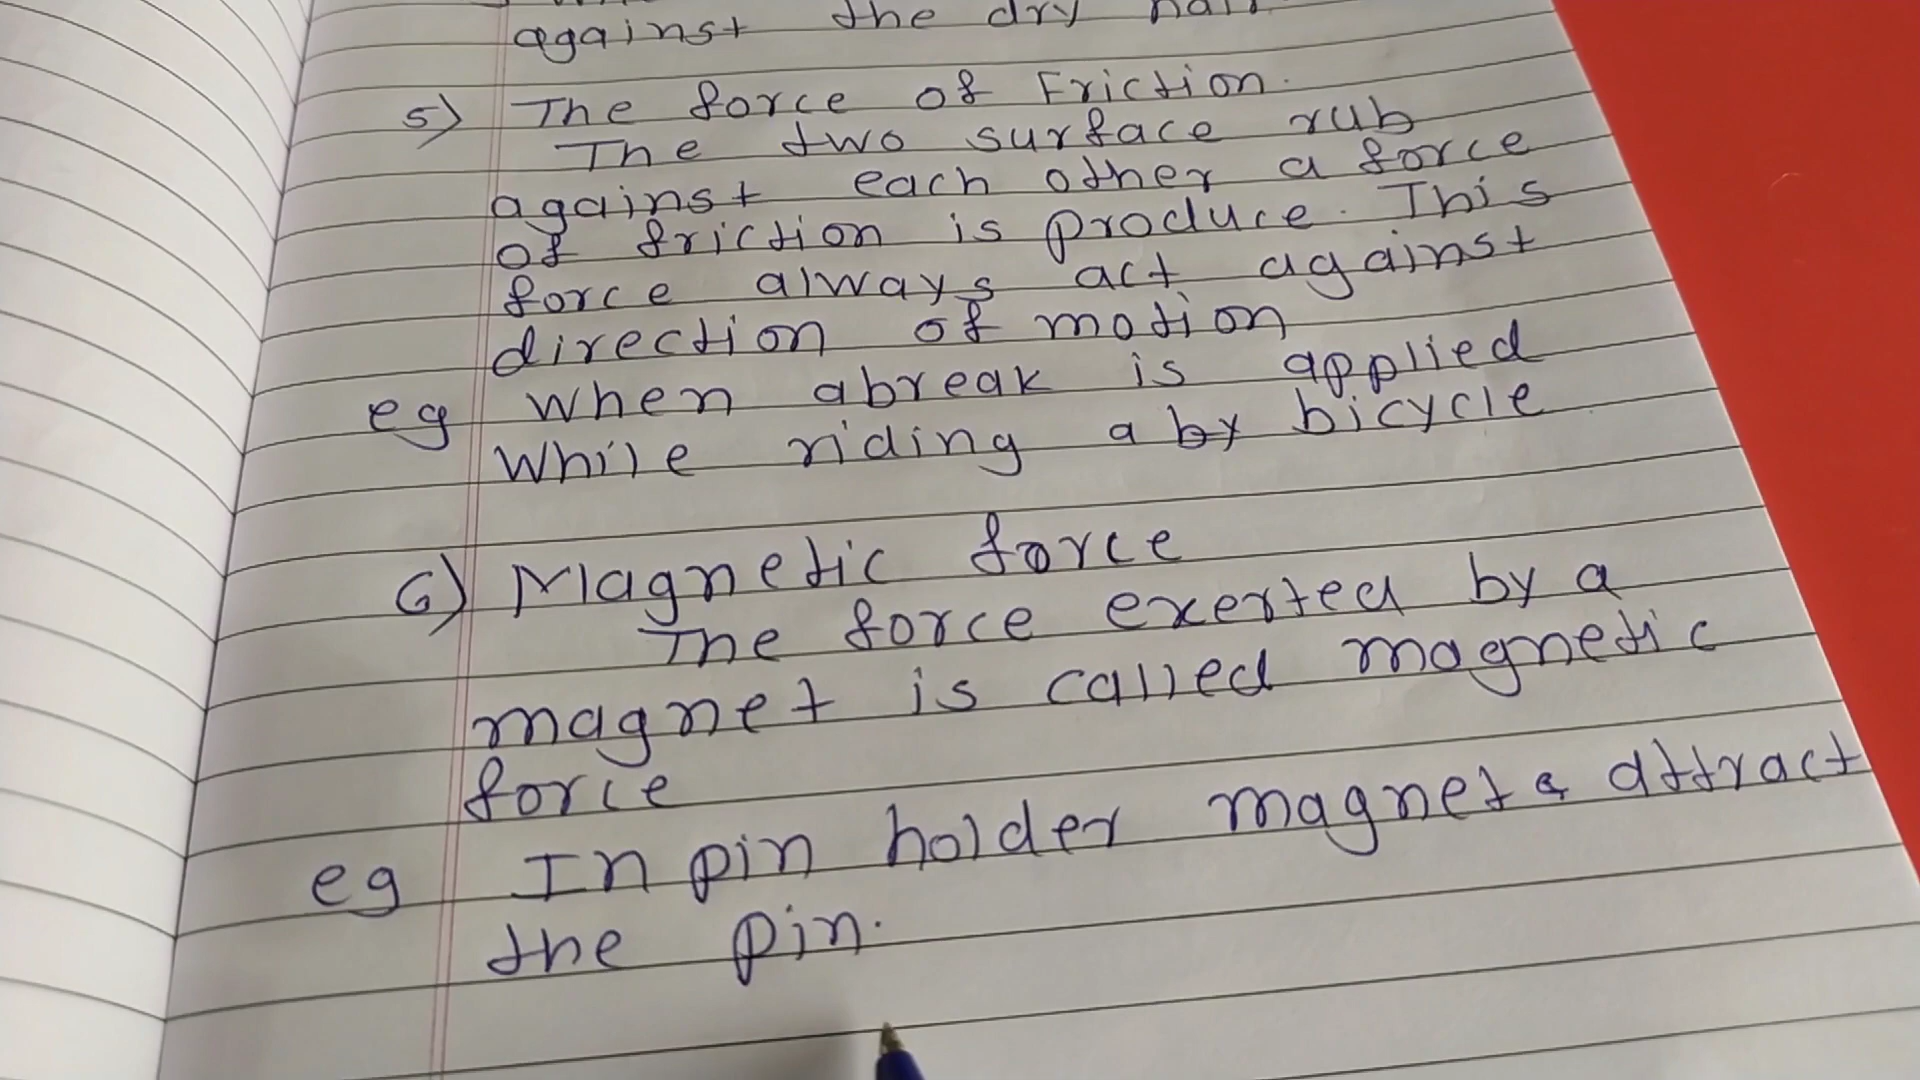 against the dry
5) The force of Friction.
The two surface rub
against each other a force
of friction is produce. This
force always act against
direction of motion
eg when abreak is applied
while riding a by bicycle
6) Magnetic force
The force exerted by a
magnet is called magnetic
force
eg In pin holder magnet attract
the pin.